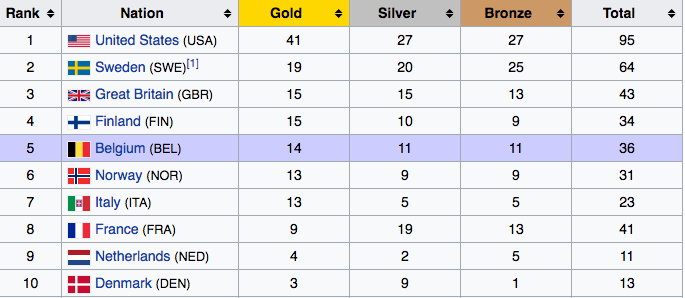 Rank Nation Gold Silver Bronze Total
1 United States (USA) 41 27 27 95
2 Sweden (SWE)[1] 19 20 25 64
3 Great Britain (GBR) 15 15 13 43
4 Finland (FIN) 15 10 9 34
5 Belgium (BEL) 14 11 11 36
6 Norway (NOR) 13 9 9 31
7 Italy (ITA) 13 5 5 23
8 France (FRA) 9 19 13 41
9 Netherlands (NED) 4 2 5 11
10 Denmark (DEN) 3 9 1 13